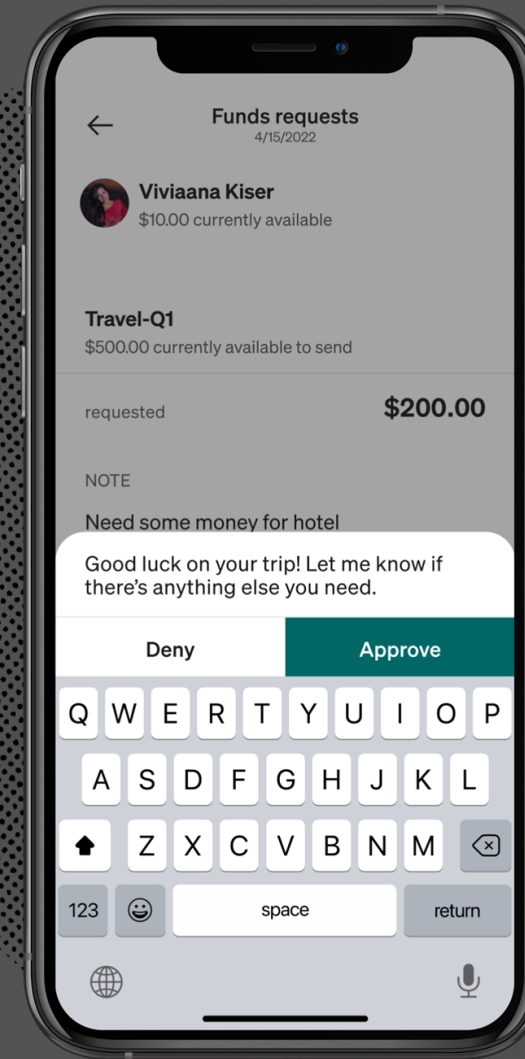 Funds requests
4/15/2022
Viviaana Kiser
$10.00 currently available
Travel-Q1
$500.00 currently available to send
requested $200.00
NOTE
Need some money for hotel
Good luck on your trip! Let me know if
there's anything else you need.
Deny Approve
Q W E R T Y U I O P
A S D F G H J K L
Z X C V B N M
123 space return